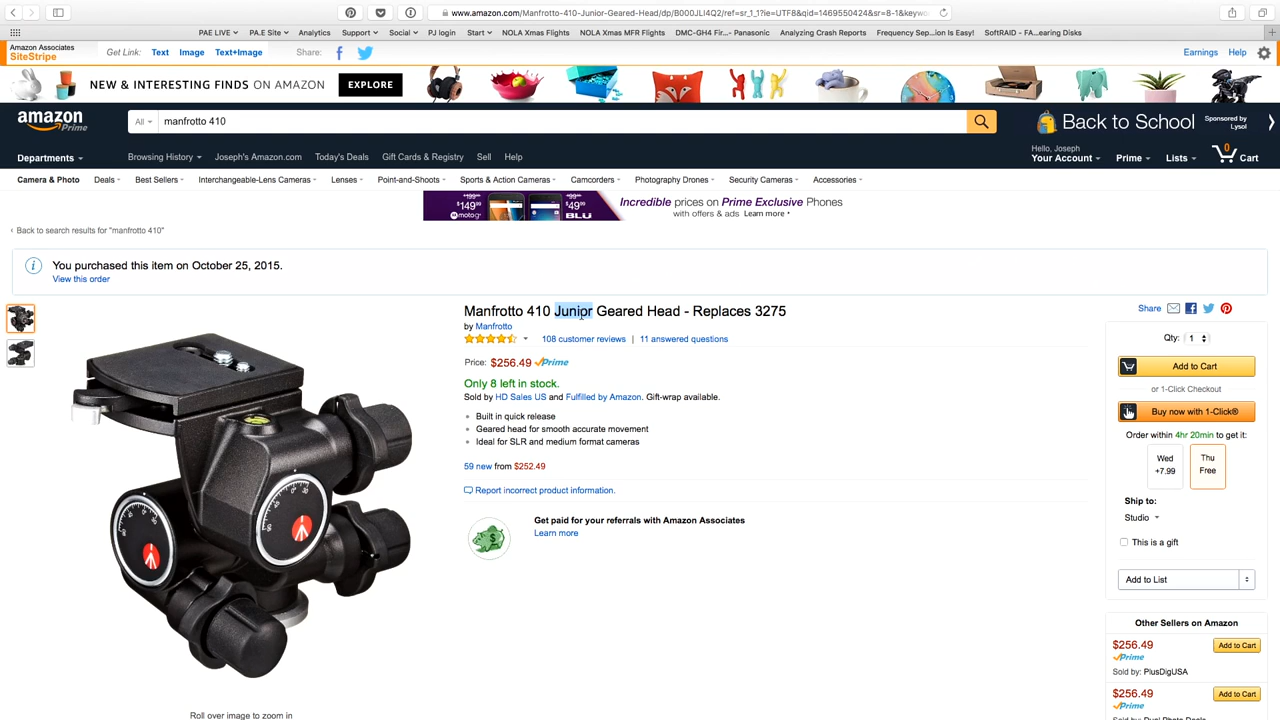 www.amazon.com/Manfrotto-410-Junior-Geared-Head/dp/B000JLI4Q2/ref=sr_1_1?ie=UTF8&qid=1469550424&sr=8-1&keywo
PAE LIVE PA.E Site Analytics Support Social PJ login Start NOLA Xmas Flights NOLA Xmas MFR Flights DMC-GH4 Fir... - Panasonic Analyzing Crash Reports Frequency Sep...ion Is Easy! SoftRAID - FA...earing Disks
Amazon Associates
SiteStripe
Get Link: Text Image Text+Image Share: Earnings Help
NEW & INTERESTING FINDS ON AMAZON EXPLORE
amazon Prime
All manfrotto 410
Back to School Sponsored by Lysol
Departments Browsing History Joseph's Amazon.com Today's Deals Gift Cards & Registry Sell Help
Hello, Joseph
Your Account Prime Lists 0 Cart
Camera & Photo Deals Best Sellers Interchangeable-Lens Cameras Lenses Point-and-Shoots Sports & Action Cameras Camcorders Photography Drones Security Cameras Accessories
$199.99 $149.99 moto g $99.99 $49.99 BLU Incredible prices on Prime Exclusive Phones
with offers & ads Learn more
‹ Back to search results for "manfrotto 410"
You purchased this item on October 25, 2015.
View this order
Manfrotto 410 Junior Geared Head - Replaces 3275
by Manfrotto
108 customer reviews | 11 answered questions
Price: $256.49 Prime
Only 8 left in stock.
Sold by HD Sales US and Fulfilled by Amazon. Gift-wrap available.
• Built in quick release
• Geared head for smooth accurate movement
• Ideal for SLR and medium format cameras
59 new from $252.49
Report incorrect product information.
Get paid for your referrals with Amazon Associates
Learn more
Roll over image to zoom in
Share
Qty: 1
Add to Cart
or 1-Click Checkout
Buy now with 1-Click®
Order within 4hr 20min to get it:
Wed +7.99
Thu Free
Ship to:
Studio
This is a gift
Add to List
Other Sellers on Amazon
$256.49 Add to Cart
Prime
Sold by: PlusDigUSA
$256.49 Add to Cart
Prime